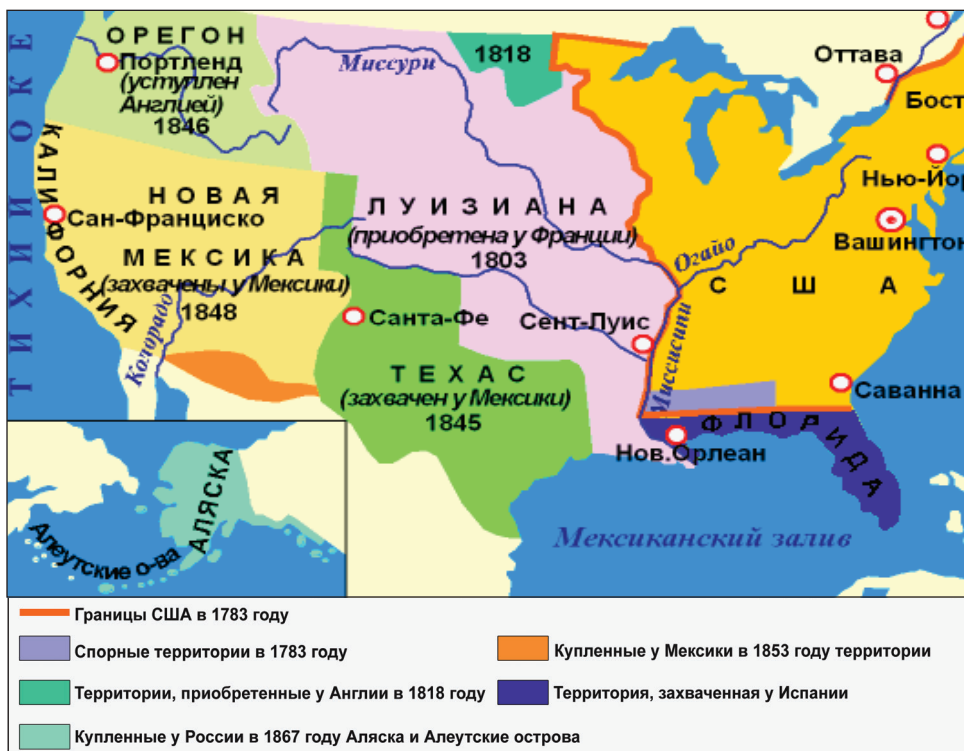 ТИХИЙ ОКЕ
ОРЕГОН
Портленд
(уступлен
Англией)
1846
Миссури
1818
Оттава
Бост
КАЛИФОРНИЯ
НОВАЯ
Сан-Франциско
МЕКСИКА
(захвачены у Мексики)
1848
Колорадо
ЛУИЗИАНА
(приобретена у Франции)
1803
Нью-Йор
Вашингтон
Огайо
США
Санта-Фе
Сент-Луис
Миссисипи
ТЕХАС
(захвачен у Мексики)
1845
Саванна
ФЛОРИДА
Нов.Орлеан
Мексиканский залив
АЛЯСКА
Алеутские о-ва
Границы США в 1783 году
Спорные территории в 1783 году
Купленные у Мексики в 1853 году территории
Территории, приобретенные у Англии в 1818 году
Территория, захваченная у Испании
Купленные у России в 1867 году Аляска и Алеутские острова